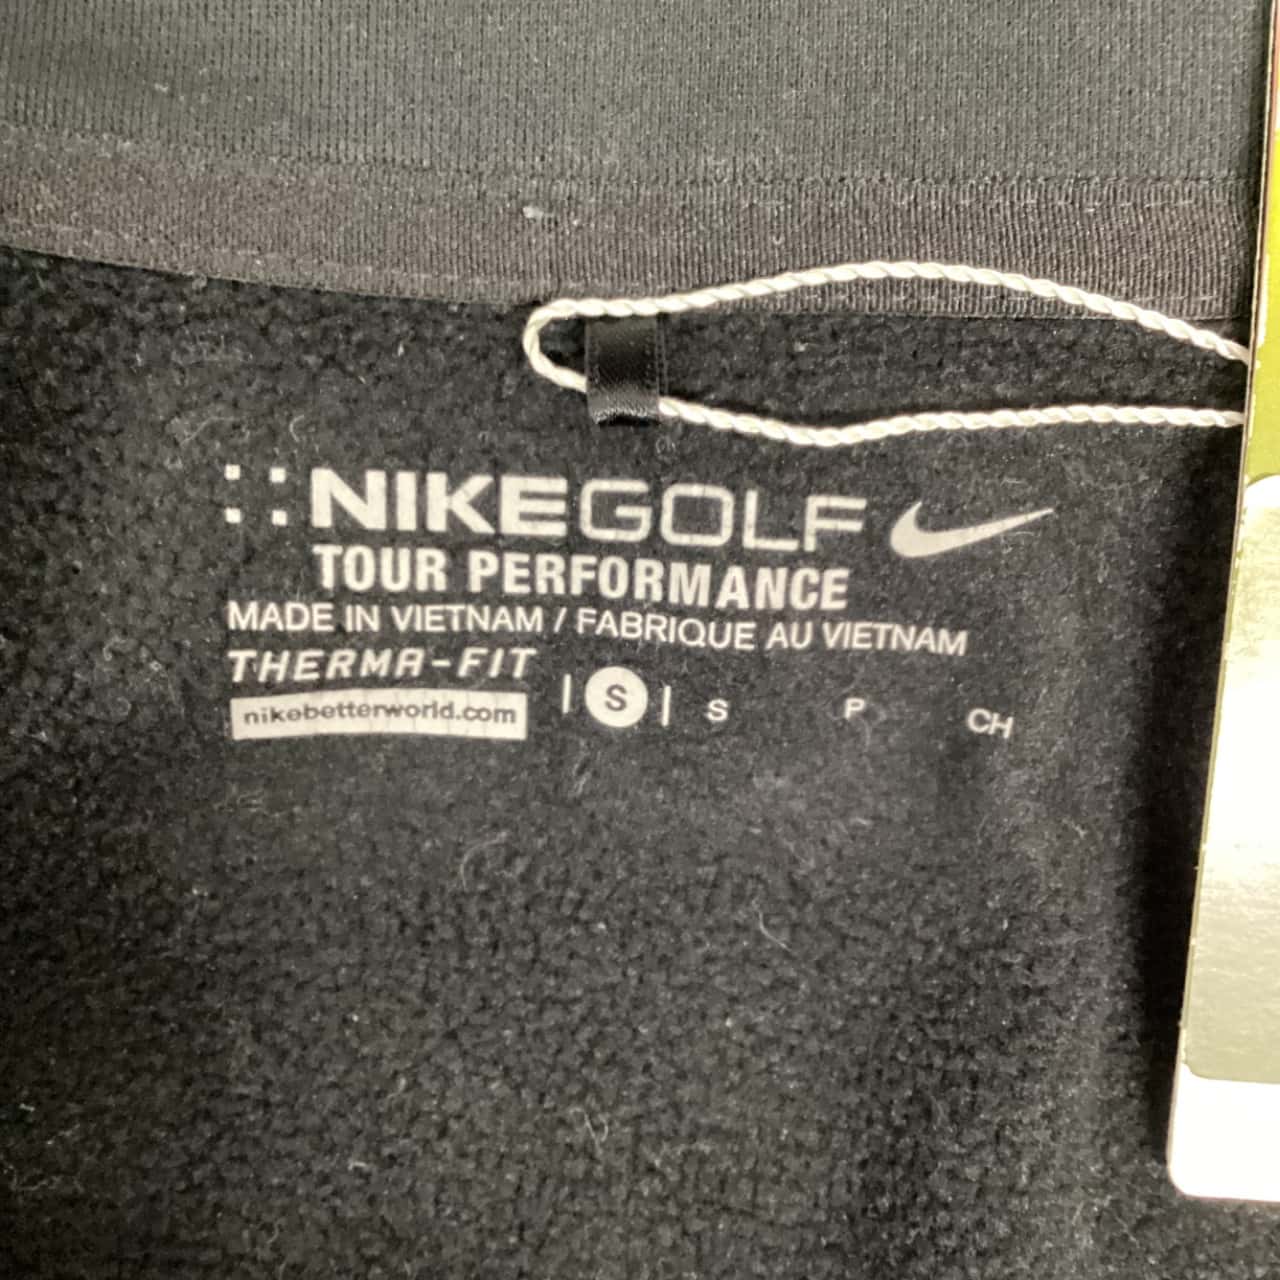 NIKEGOLF
TOUR PERFORMANCE
MADE IN VIETNAM / FABRIQUE AU VIETNAM
THERMA-FIT
nikebetterworld.com | S | S P CH